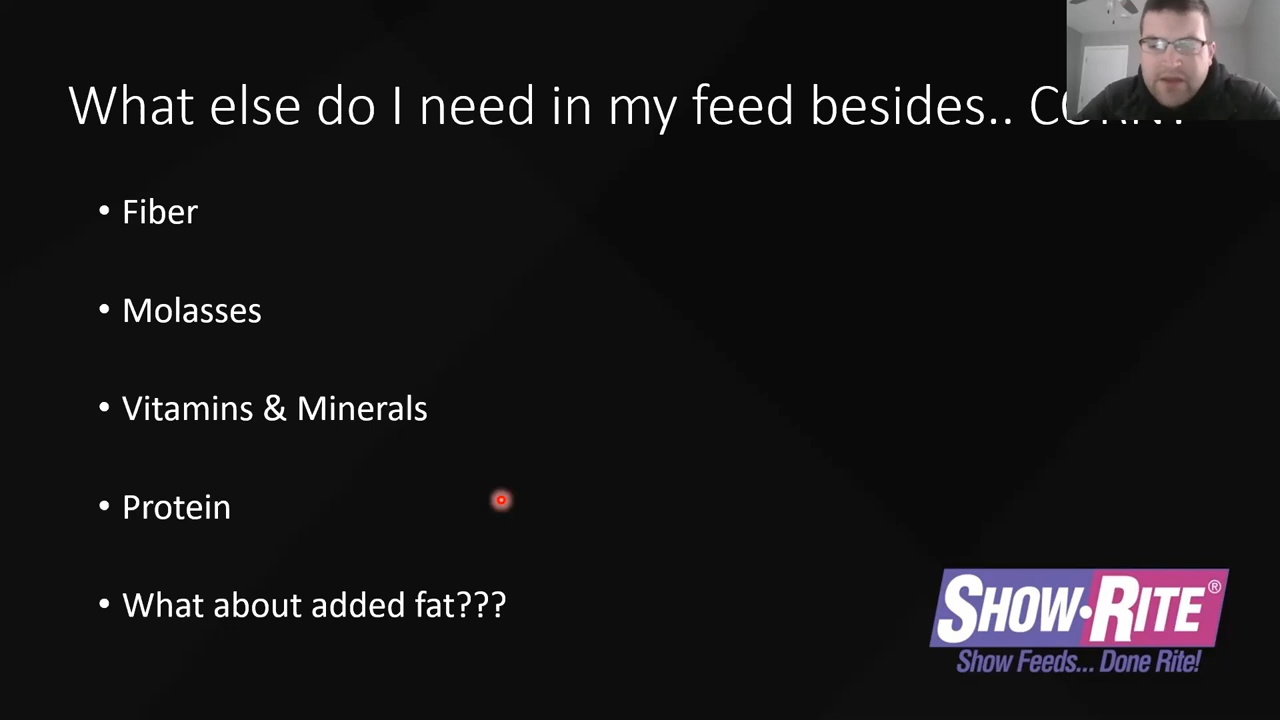 What else do I need in my feed besides..
• Fiber
• Molasses
• Vitamins & Minerals
• Protein
• What about added fat???
SHOW•RITE®
Show Feeds... Done Rite!